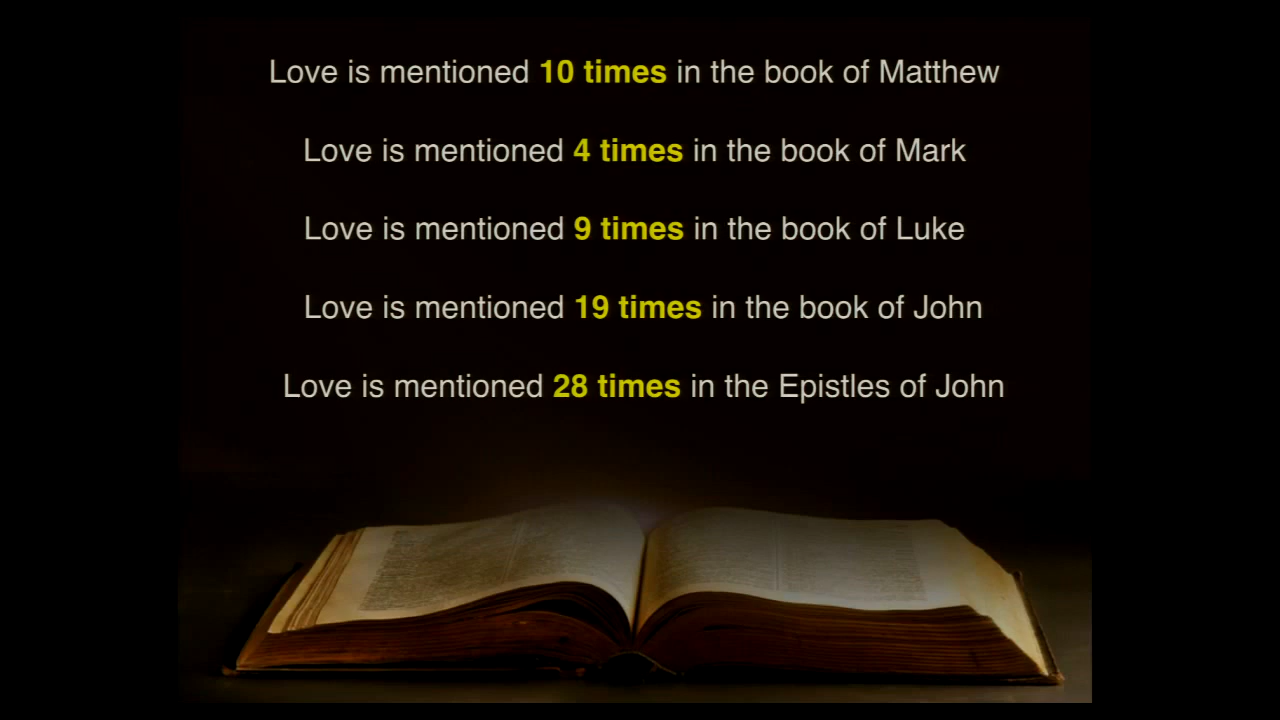 Love is mentioned 10 times in the book of Matthew
Love is mentioned 4 times in the book of Mark
Love is mentioned 9 times in the book of Luke
Love is mentioned 19 times in the book of John
Love is mentioned 28 times in the Epistles of John